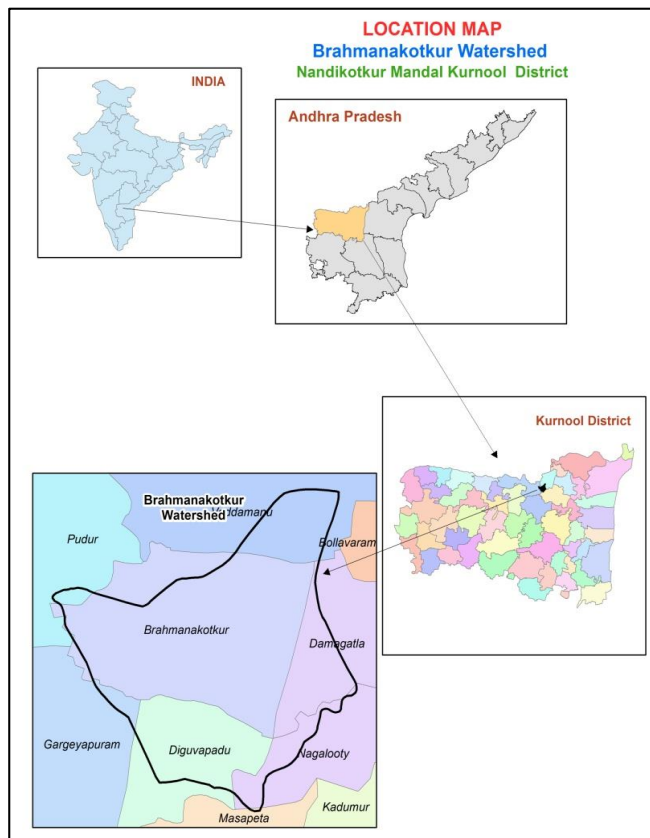 LOCATION MAP
Brahmanakotkur Watershed
Nandikotkur Mandal Kurnool District
INDIA
Andhra Pradesh
Kurnool District
Brahmanakotkur
Watershed
Pudur
Bollavaram
Brahmanakotkur
Damagatla
Gargeyapuram
Diguvapadu
Nagalooty
Masapeta
Kadumur